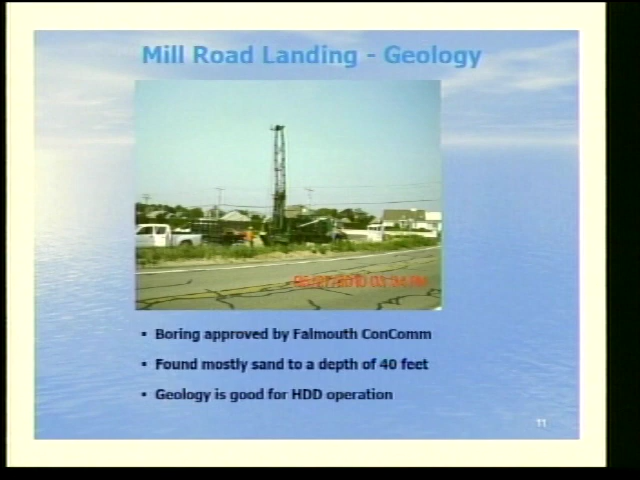 Mill Road Landing - Geology
▪ Boring approved by Falmouth ConComm
▪ Found mostly sand to a depth of 40 feet
▪ Geology is good for HDD operation
11